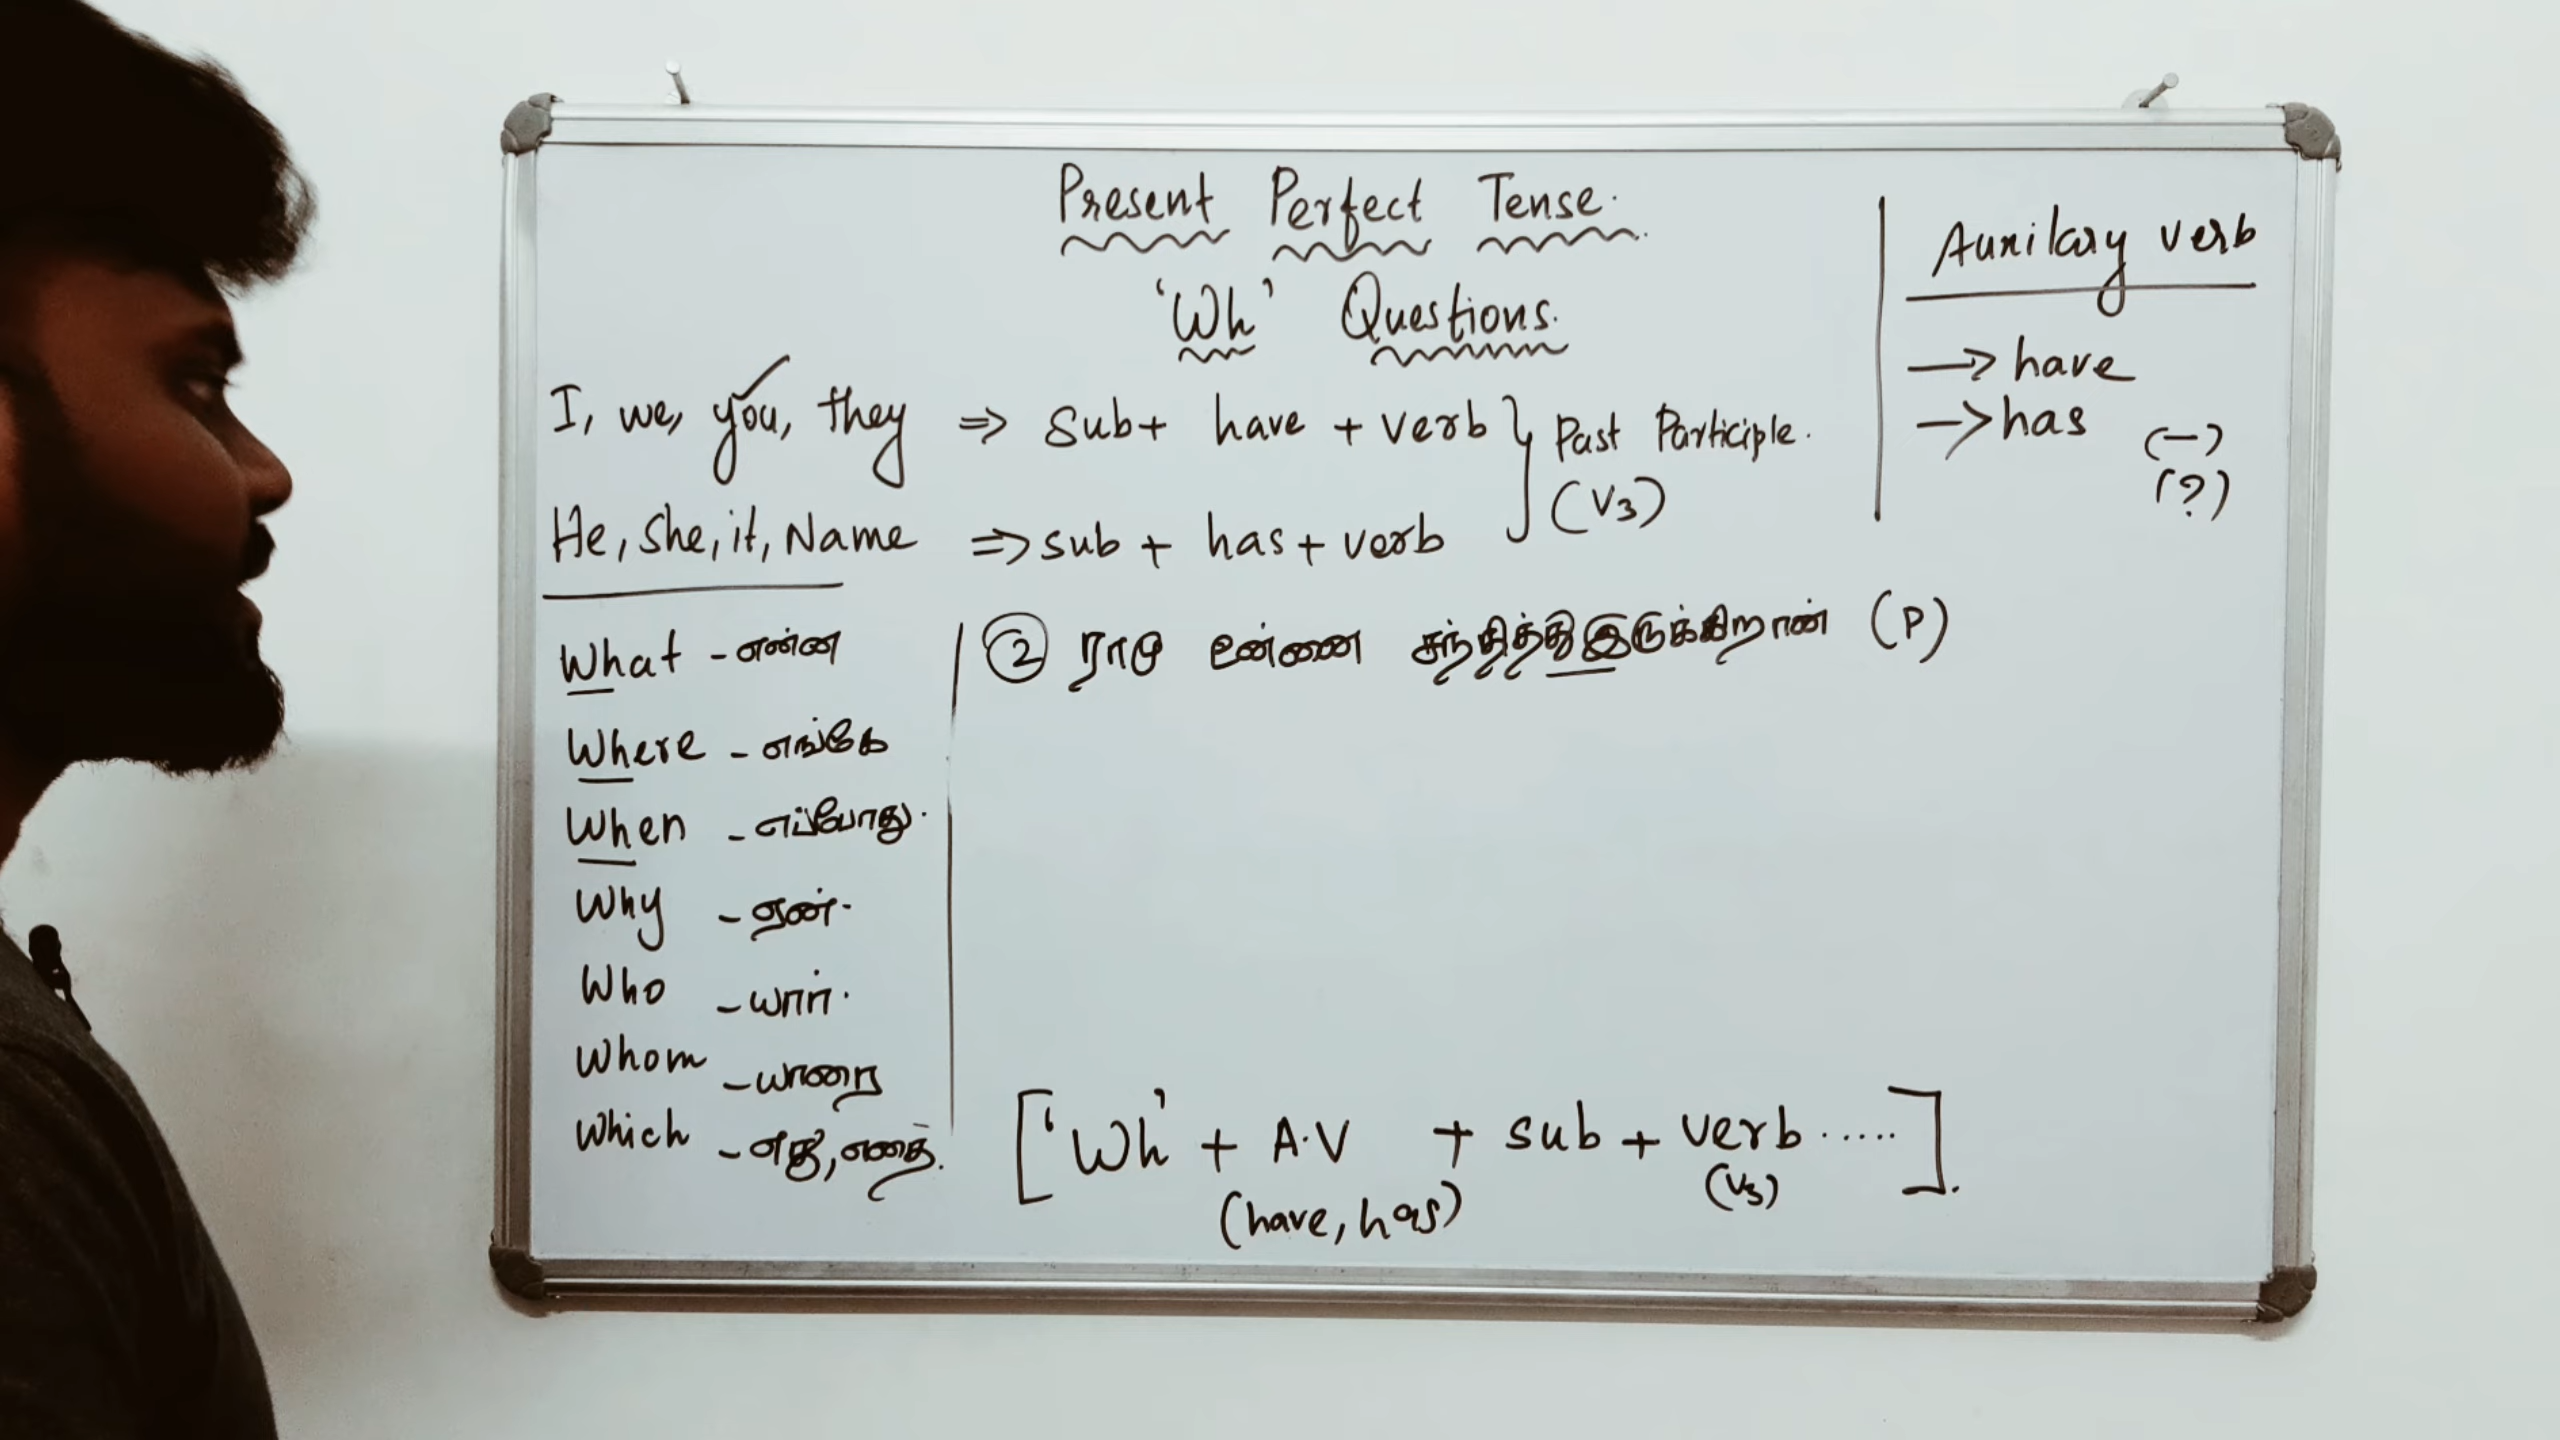 Present Perfect Tense.
'Wh' Questions.
Auxilary verb
→ have
→ has (-)
(?)
I, we, you, they ⇒ Sub + have + verb } Past Participle.
(V3)
He, She, it, Name ⇒ sub + has + verb
What - என்ன
Where - எங்கே
When - எப்போது.
Why - ஏன்.
Who - யார்.
Whom - யாரை
Which - எது, எதை.
② ராமு உன்னை சந்தித்து இருக்கிறான் (P)
['Wh' + A.V + sub + verb .....].
(have, has) (V3)